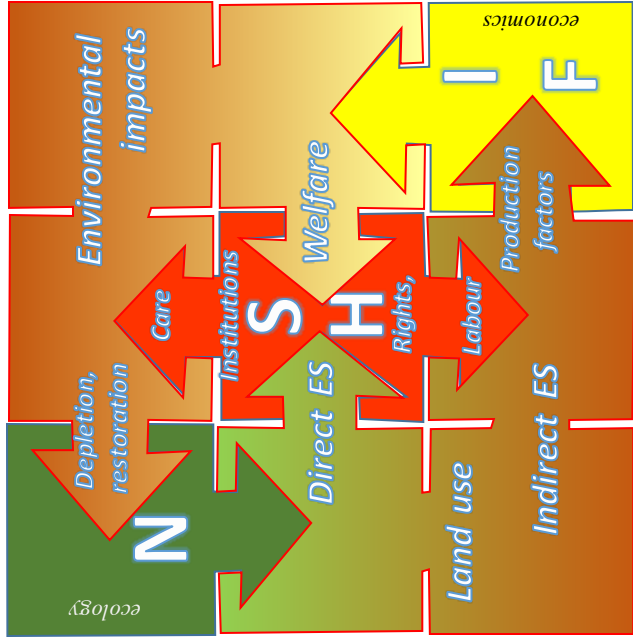 ecology
N
Depletion,
restoration
Environmental
impacts
Care
Institutions
S
H
Rights,
Direct ES
Welfare
Land use
Labour
Indirect ES
Production
factors
I
F
economics